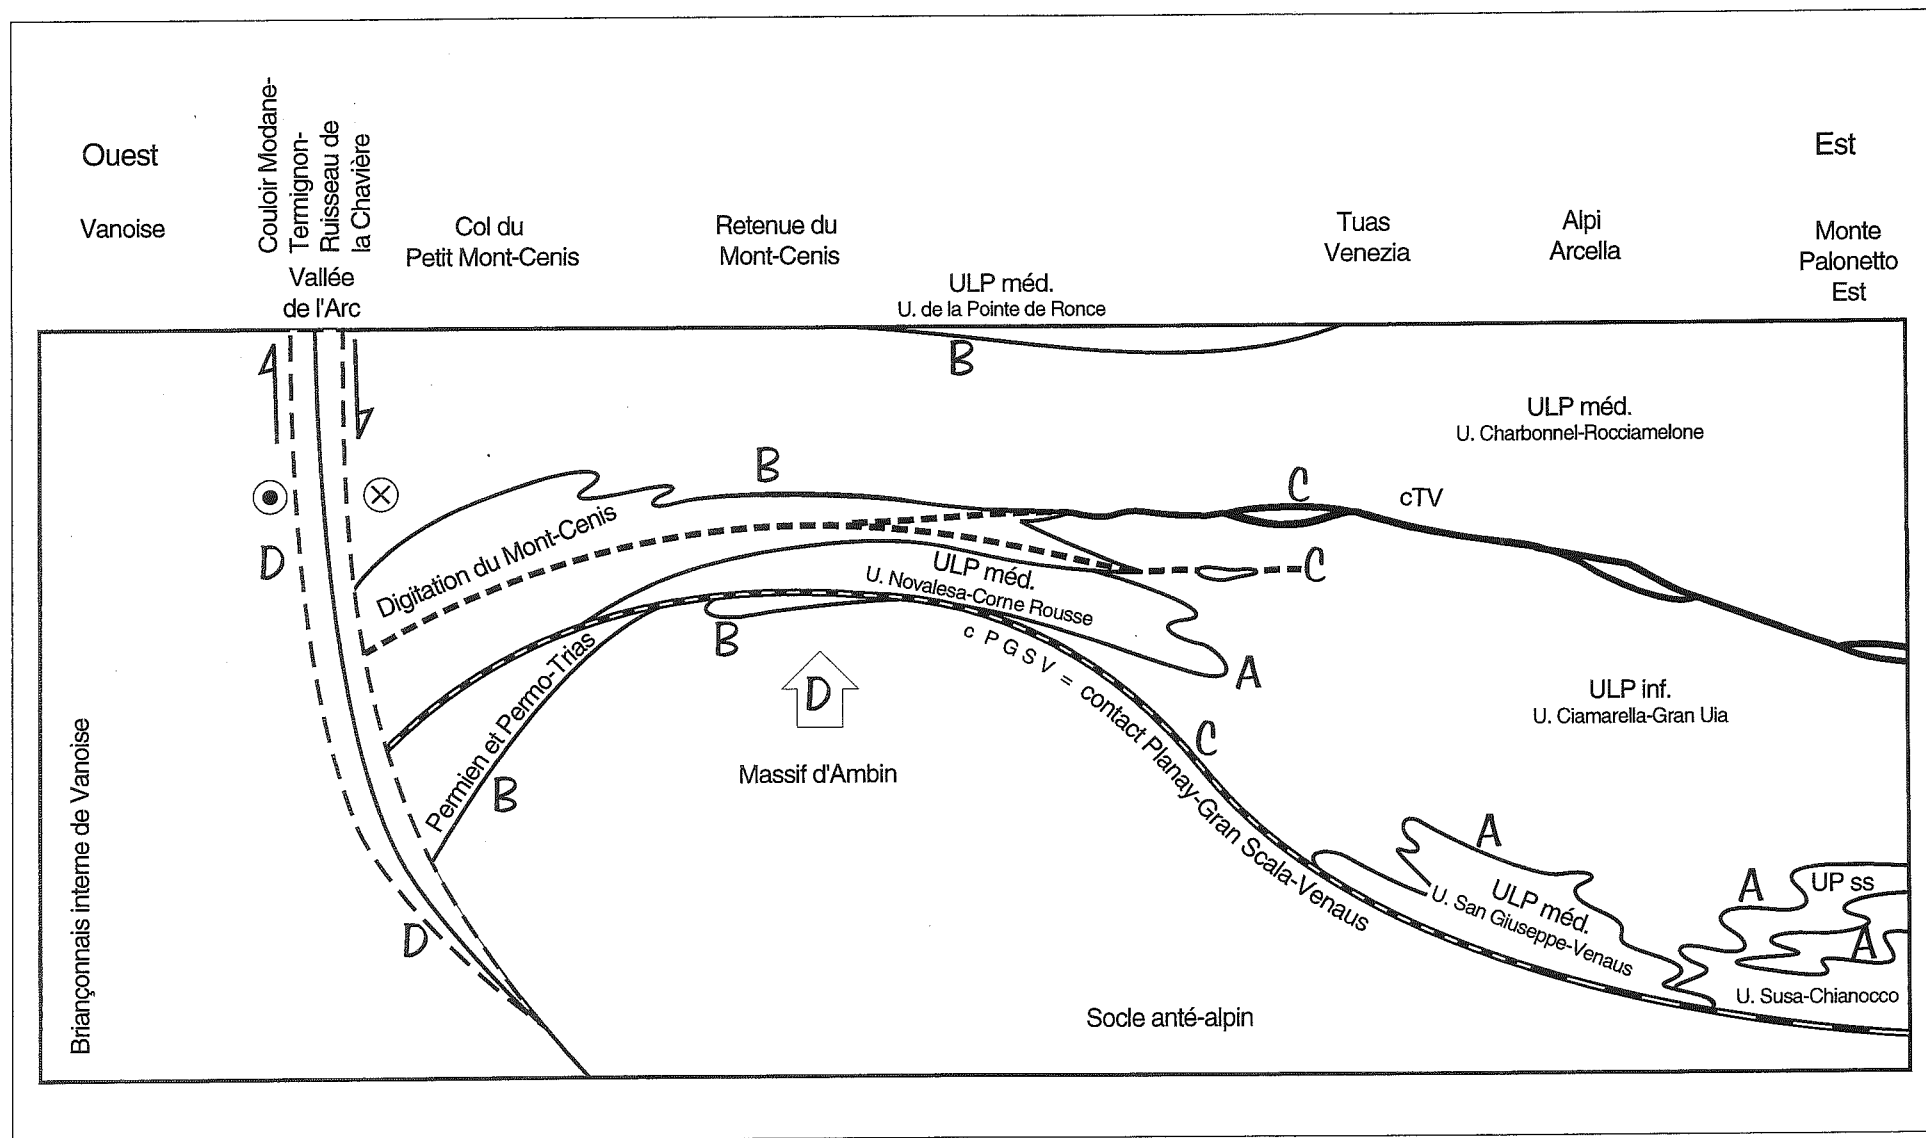 Ouest
Est
Couloir Modane-
Termignon-
Ruisseau de
la Chavière
Vanoise
Vallée
de l'Arc
Col du
Petit Mont-Cenis
Retenue du
Mont-Cenis
ULP méd.
U. de la Pointe de Ronce
Tuas
Venezia
Alpi
Arcella
Monte
Palonetto
Est
B
ULP méd.
U. Charbonnel-Rocciamelone
B
C
cTV
D
Digitation du Mont-Cenis
ULP méd.
U. Novalesa-Corne Rousse
C
B
A
Permien et Permo-Trias
B
D
c P G S V = contact Planay-Gran Scala-Venaus
C
ULP inf.
U. Ciamarella-Gran Uia
Massif d'Ambin
Briançonnais interne de Vanoise
D
A
ULP méd.
U. San Giuseppe-Venaus
A
UP ss
A
U. Susa-Chianocco
Socle anté-alpin